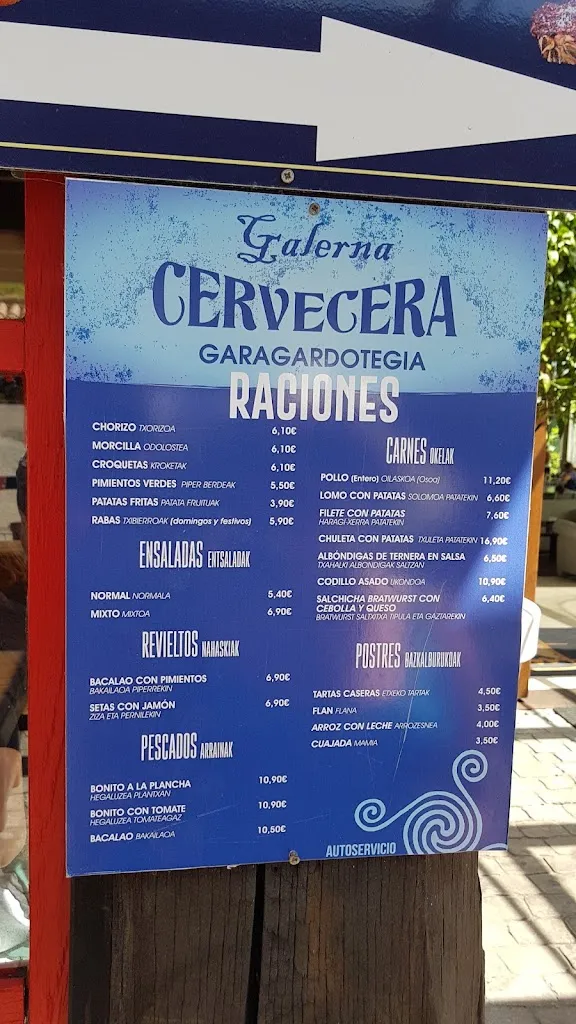 Galerna
CERVECERA
GARAGARDOTEGIA
RACIONES
CHORIZO TXORIZOA 6,10€
MORCILLA ODOLOSTEA 6,10€
CROQUETAS KROKETAK 6,10€
PIMIENTOS VERDES PIPER BERDEAK 5,50€
PATATAS FRITAS PATATA FRUITUAK 3,90€
RABAS TXIBIERROAK (domingos y festivos) 5,90€
ENSALADAS ENTSALADAK
NORMAL NORMALA 5,40€
MIXTO MIXTOA 6,90€
REVIELTOS NAHASKIAK
BACALAO CON PIMIENTOS 6,90€
BAKAILAOA PIPERREKIN
SETAS CON JAMÓN 6,90€
ZIZA ETA PERNILEKIN
PESCADOS ARRAINAK
BONITO A LA PLANCHA 10,90€
HEGALUZEA PLANTXAN
BONITO CON TOMATE 10,90€
HEGALUZEA TOMATEAGAZ
BACALAO BAKAILAOA 10,50€
CARNES OKELAK
POLLO (Entero) OILASKOA (Osoa) 11,20€
LOMO CON PATATAS SOLOMOA PATATEKIN 6,60€
FILETE CON PATATAS 7,60€
HARAGI-XERRA PATATEKIN
CHULETA CON PATATAS TXULETA PATATEKIN 16,90€
ALBÓNDIGAS DE TERNERA EN SALSA 6,50€
TXAHALKI ALBONDIGAK SALTZAN
CODILLO ASADO UKONDOA 10,90€
SALCHICHA BRATWURST CON 6,40€
CEBOLLA Y QUESO
BRATWURST SALTXITXA TIPULA ETA GAZTAREKIN
POSTRES BAZKALBURUKOAK
TARTAS CASERAS ETXEKO TARTAK 4,50€
FLAN FLANA 3,50€
ARROZ CON LECHE ARROZESNEA 4,00€
CUAJADA MAMIA 3,50€
AUTOSERVICIO